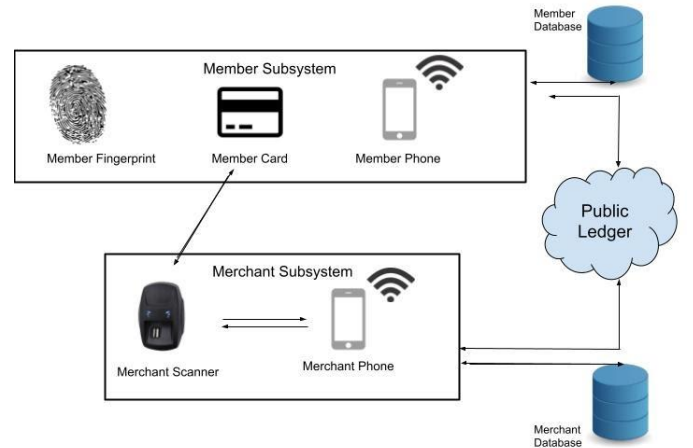 Member
Database
Member Subsystem
Member Fingerprint
Member Card
Member Phone
Public
Ledger
Merchant Subsystem
Merchant Scanner
Merchant Phone
Merchant
Database